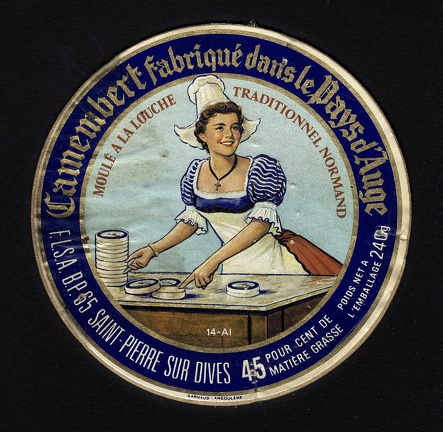 Camembert fabriqué dans le Pays d'Auge
MOULÉ A LA LOUCHE TRADITIONNEL NORMAND
14-AI
F.L.S.A. B.P. 65 SAINT-PIERRE SUR DIVES
45 POUR CENT DE
MATIÈRE GRASSE
POIDS NET A
L'EMBALLAGE 240g
GARNAUD - ANGOULÊME